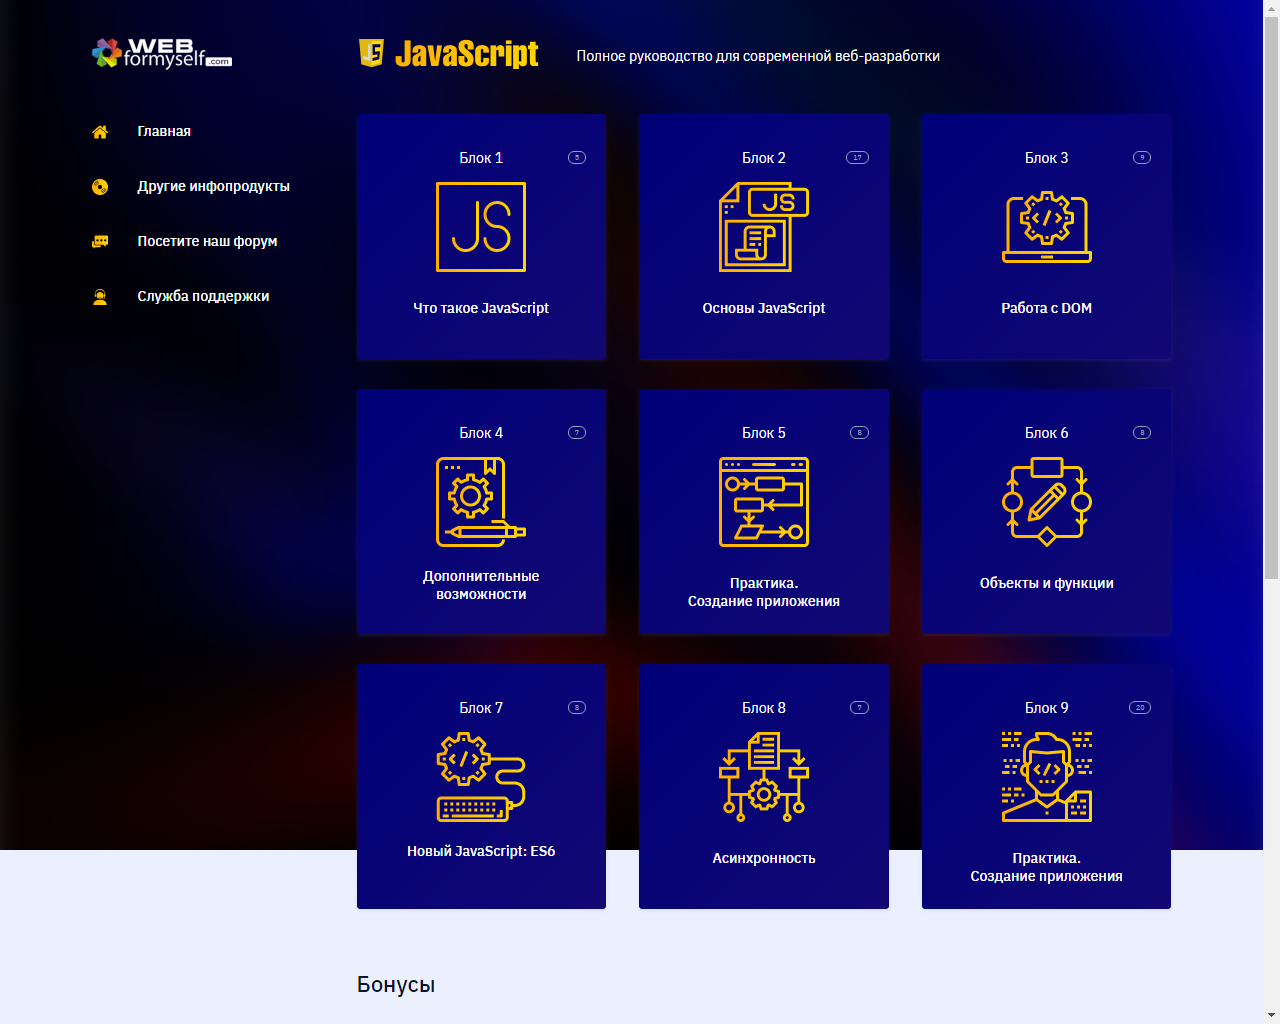 WEB
formyself.com
JS JavaScript
Полное руководство для современной веб-разработки
Главная
Другие инфопродукты
Посетите наш форум
Служба поддержки
Блок 1
5
JS
Что такое JavaScript
Блок 2
17
JS
Основы JavaScript
Блок 3
9
</>
Работа с DOM
Блок 4
7
Дополнительные
возможности
Блок 5
8
Практика.
Создание приложения
Блок 6
8
Объекты и функции
Блок 7
8
</>
Новый JavaScript: ES6
Блок 8
7
Асинхронность
Блок 9
20
</>
Практика.
Создание приложения
Бонусы